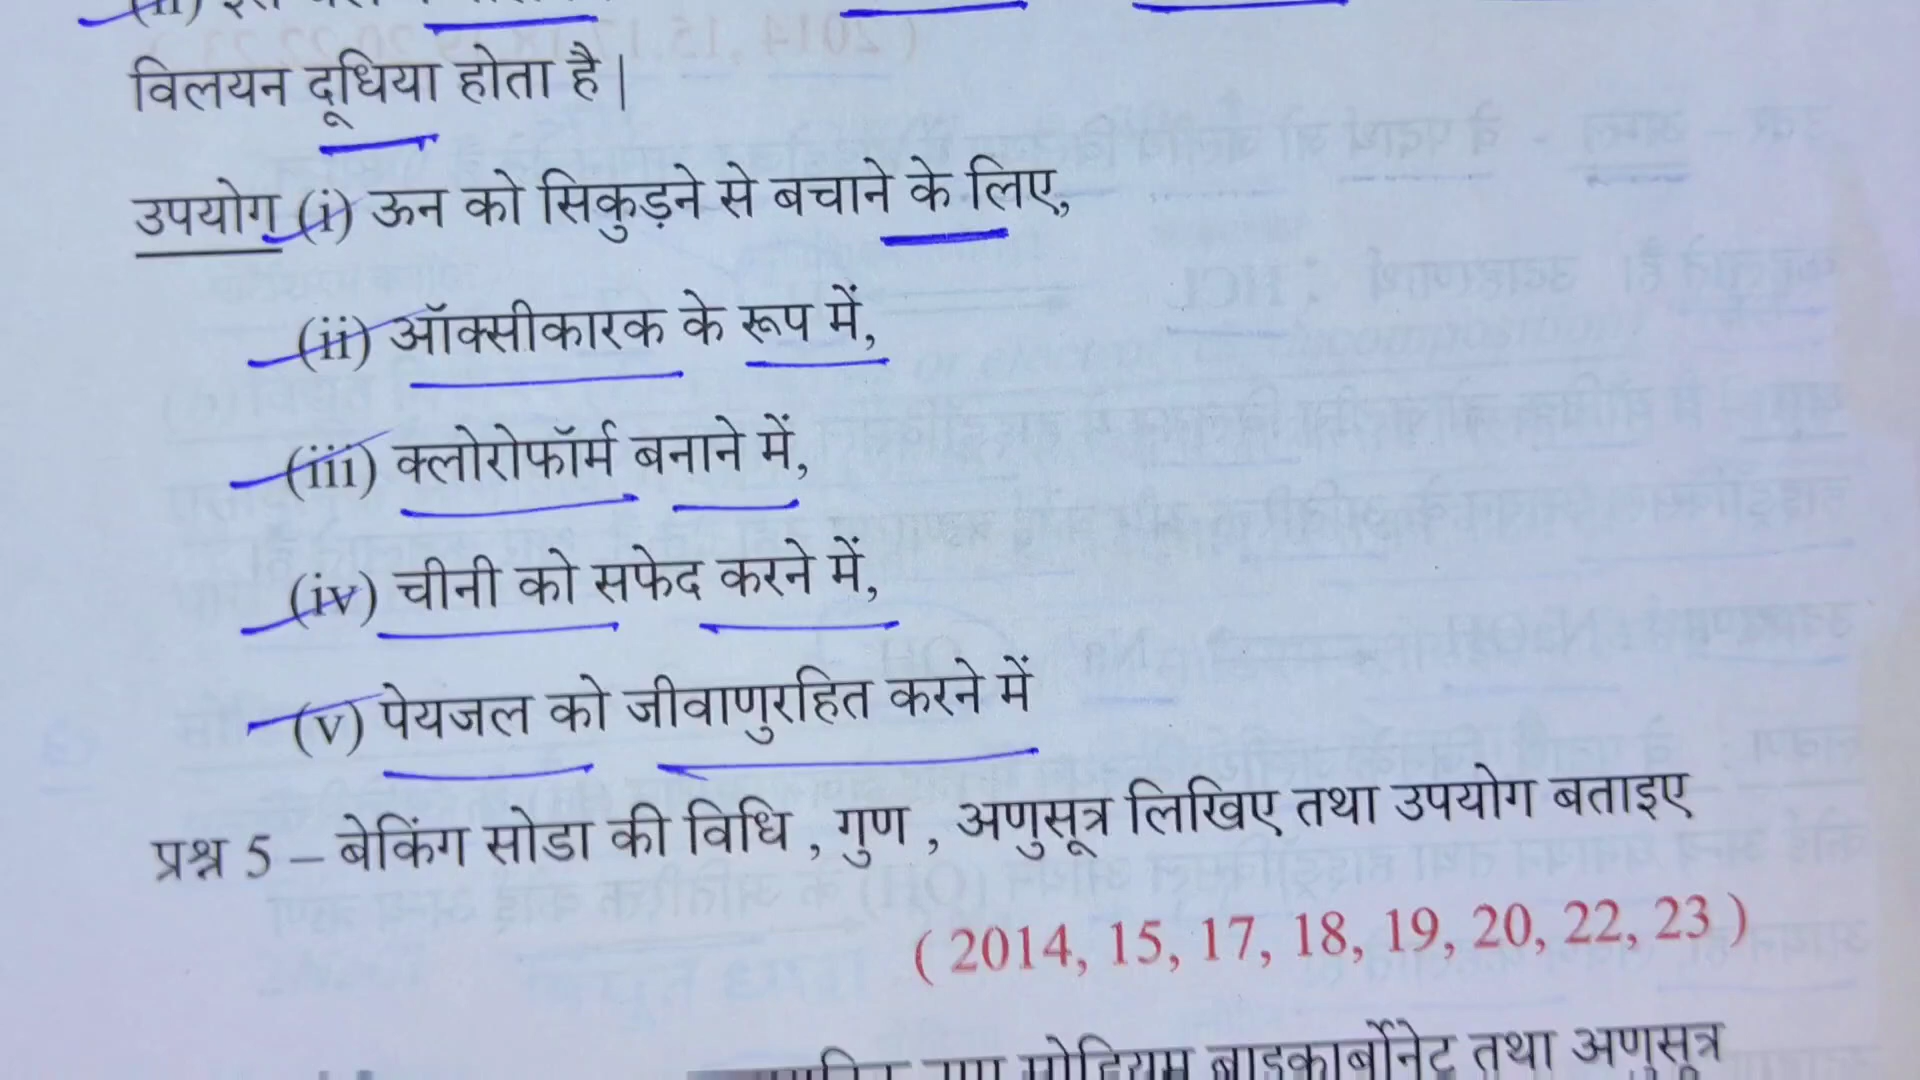 (ii)
विलयन दूधिया होता है|
उपयोग (i) ऊन को सिकुड़ने से बचाने के लिए,
(ii) ऑक्सीकारक के रूप में,
(iii) क्लोरोफॉर्म बनाने में,
(iv) चीनी को सफेद करने में,
(v) पेयजल को जीवाणुरहित करने में
प्रश्न 5 – बेकिंग सोडा की विधि , गुण , अणुसूत्र लिखिए तथा उपयोग बताइए
( 2014, 15, 17, 18, 19, 20, 22, 23 )
सोडियम बाइकार्बोनेट तथा अणुसूत्र